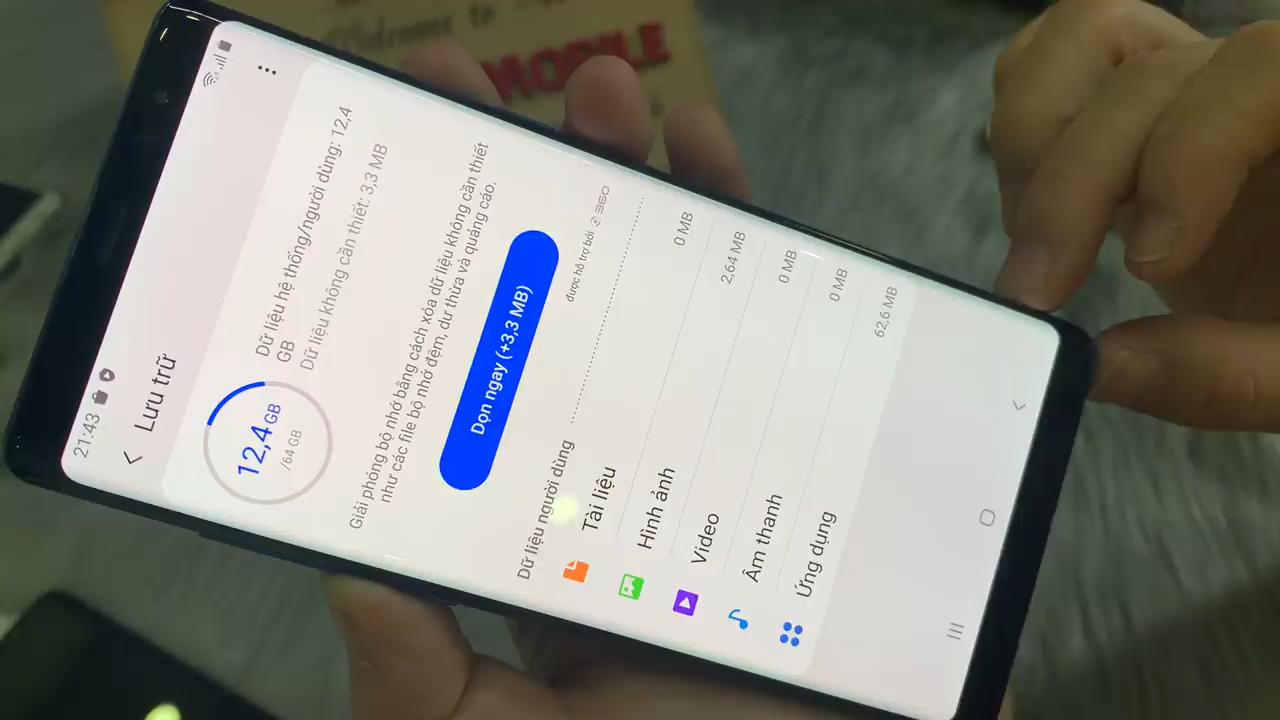 Welcome to
MOBILE
21:43
Lưu trữ
12,4 GB
/64 GB
Dữ liệu hệ thống/người dùng: 12,4
GB
Dữ liệu không cần thiết: 3,3 MB
Giải phóng bộ nhớ bằng cách xóa dữ liệu không cần thiết
như các file bộ nhớ đệm, dư thừa và quảng cáo.
Dọn ngay (+3,3 MB)
được hỗ trợ bởi 360
Dữ liệu người dùng
Tài liệu 0 MB
Hình ảnh 2,64 MB
Video 0 MB
Âm thanh 0 MB
Ứng dụng 62,6 MB